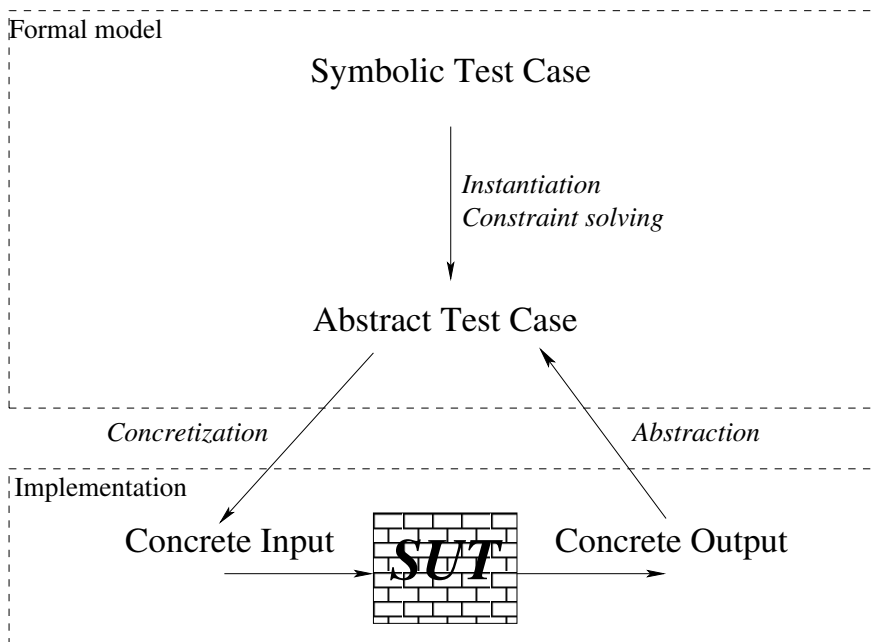 Formal model
Symbolic Test Case
Instantiation
Constraint solving
Abstract Test Case
Concretization
Abstraction
Implementation
Concrete Input
SUT
Concrete Output